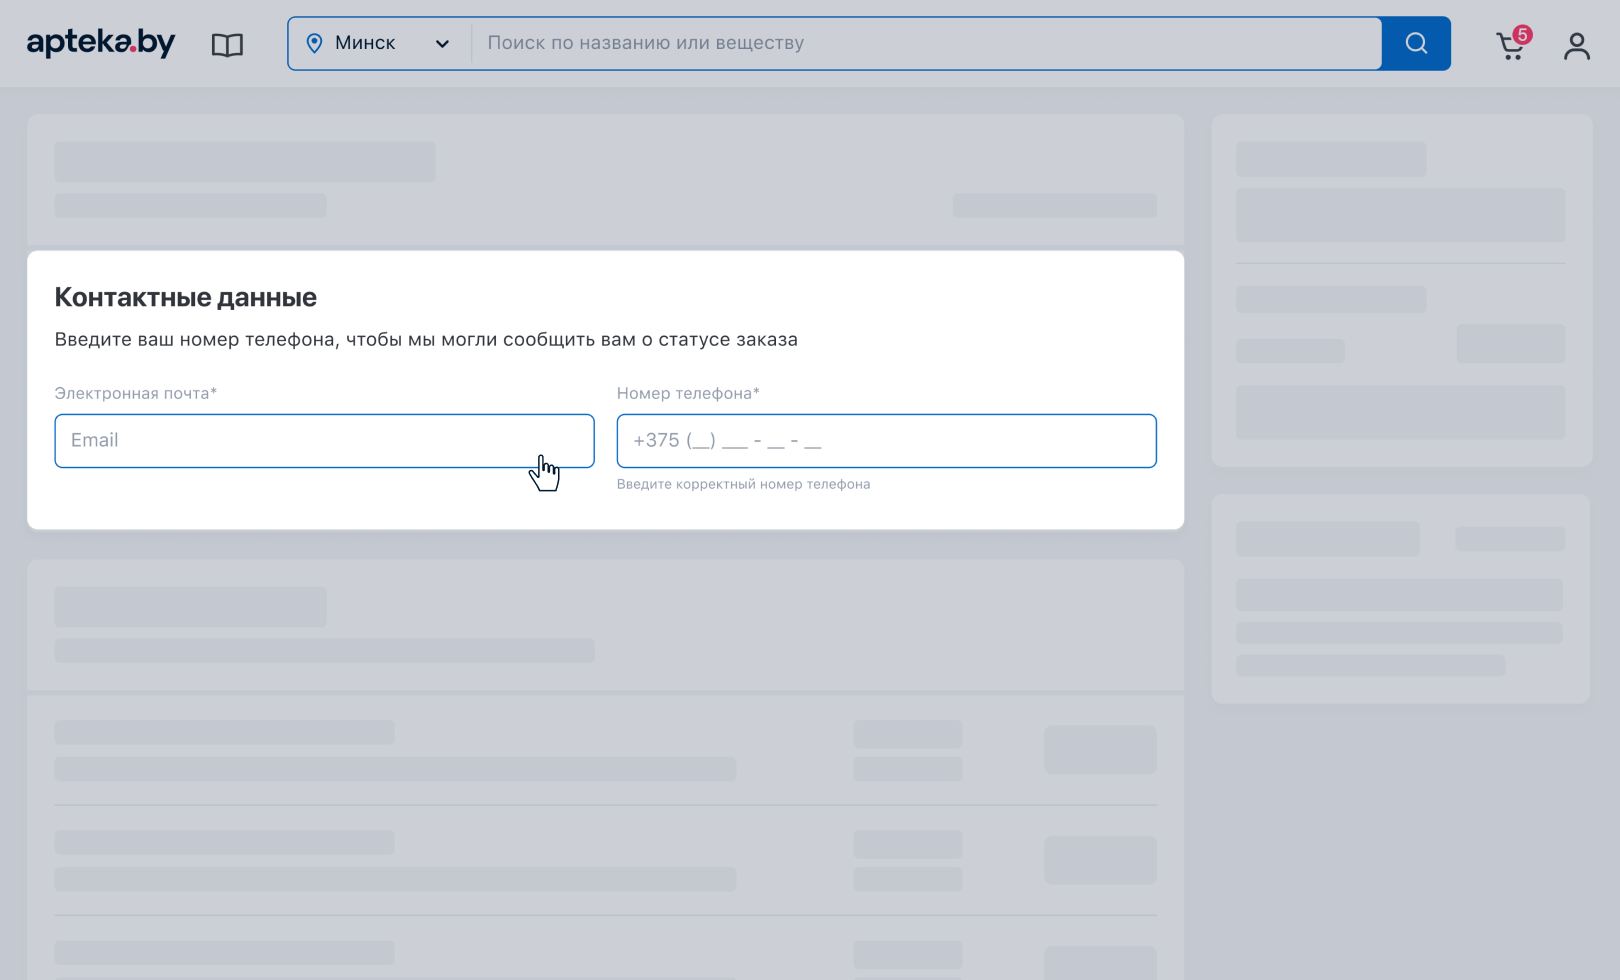 apteka.by
Минск
Поиск по названию или веществу
5
Контактные данные
Введите ваш номер телефона, чтобы мы могли сообщить вам о статусе заказа
Электронная почта*
Номер телефона*
Email
+375 (__) ___ - __ - __
Введите корректный номер телефона